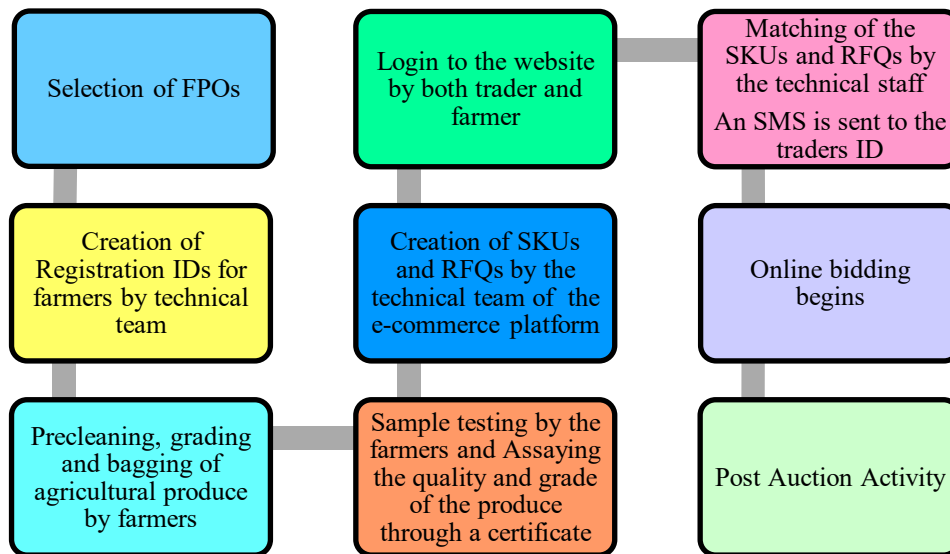 Selection of FPOs
Creation of
Registration IDs for
farmers by technical
team
Precleaning, grading
and bagging of
agricultural produce
by farmers
Sample testing by the
farmers and Assaying
the quality and grade
of the produce
through a certificate
Creation of SKUs
and RFQs by the
technical team of the
e-commerce platform
Login to the website
by both trader and
farmer
Matching of the
SKUs and RFQs by
the technical staff
An SMS is sent to the
traders ID
Online bidding
begins
Post Auction Activity